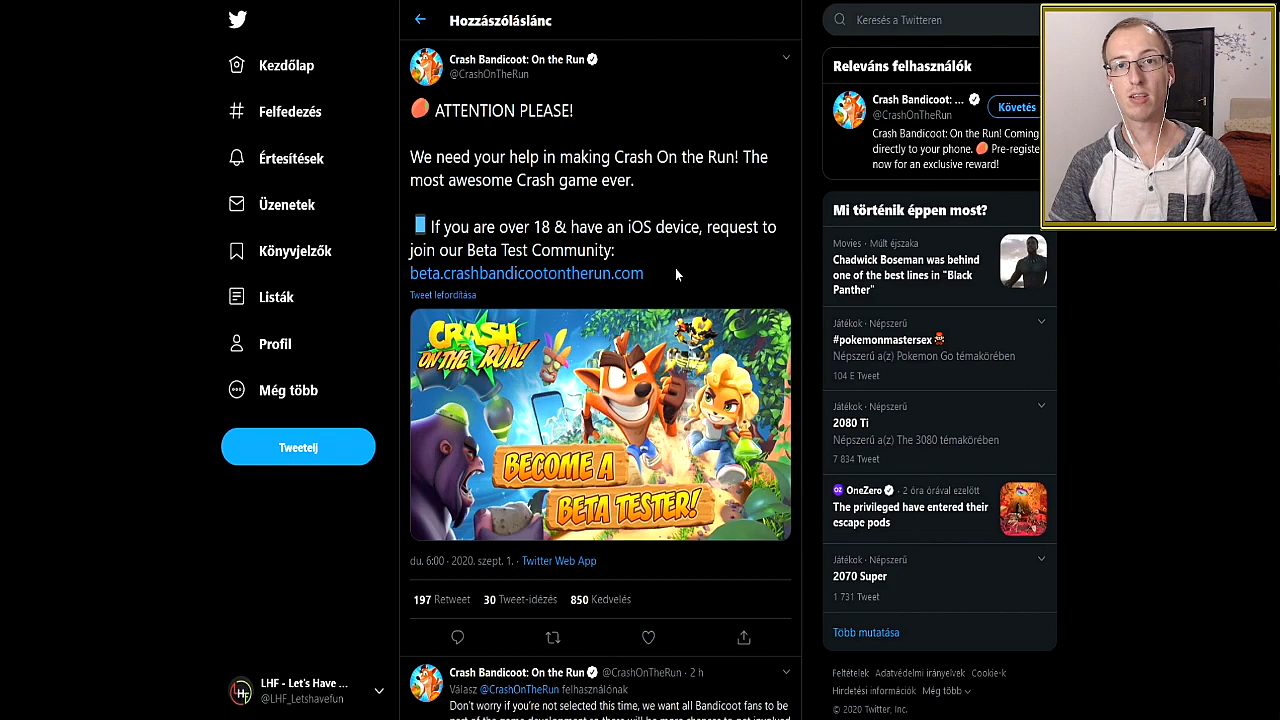 Kezdőlap
Felfedezés
Értesítések
Üzenetek
Könyvjelzők
Listák
Profil
Még több
Tweetelj
LHF - Let's Have ...
@LHF_Letshavefun
Hozzászóláslánc
Crash Bandicoot: On the Run
@CrashOnTheRun
ATTENTION PLEASE!
We need your help in making Crash On the Run! The
most awesome Crash game ever.
If you are over 18 & have an iOS device, request to
join our Beta Test Community:
beta.crashbandicootontherun.com
Tweet lefordítása
CRASH
ON THE RUN!
BECOME A
BETA TESTER!
du. 6:00 · 2020. szept. 1. · Twitter Web App
197 Retweet 30 Tweet-idézés 850 Kedvelés
Crash Bandicoot: On the Run @CrashOnTheRun · 2 h
Válasz @CrashOnTheRun felhasználónak
Don't worry if you're not selected this time, we want all Bandicoot fans to be
Keresés a Twitteren
Releváns felhasználók
Crash Bandicoot: ...
@CrashOnTheRun
Követés
Crash Bandicoot: On the Run! Coming
directly to your phone. Pre-registe
now for an exclusive reward!
Mi történik éppen most?
Movies · Múlt éjszaka
Chadwick Boseman was behind
one of the best lines in "Black
Panther"
Játékok · Népszerű
#pokemonmastersex
Népszerű a(z) Pokemon Go témakörében
104 E Tweet
Játékok · Népszerű
2080 Ti
Népszerű a(z) The 3080 témakörében
7 834 Tweet
OZ OneZero · 2 óra órával ezelőtt
The privileged have entered their
escape pods
Játékok · Népszerű
2070 Super
1 731 Tweet
Több mutatása
Feltételek Adatvédelmi irányelvek Cookie-k
Hirdetési információk Még több
© 2020 Twitter, Inc.